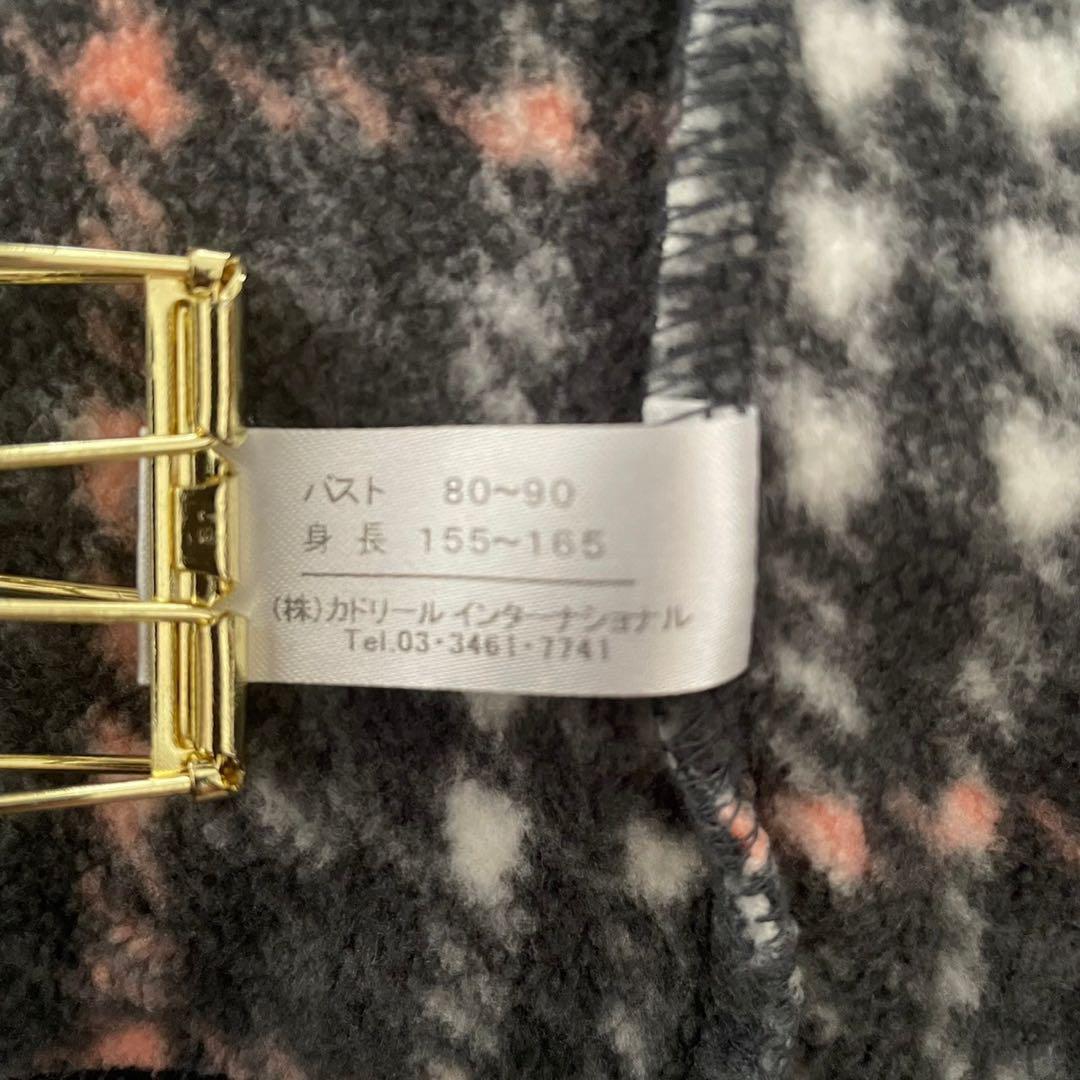 バスト 80~90
身長 155~165
(株)カドリールインターナショナル
Tel.03・3461・7741